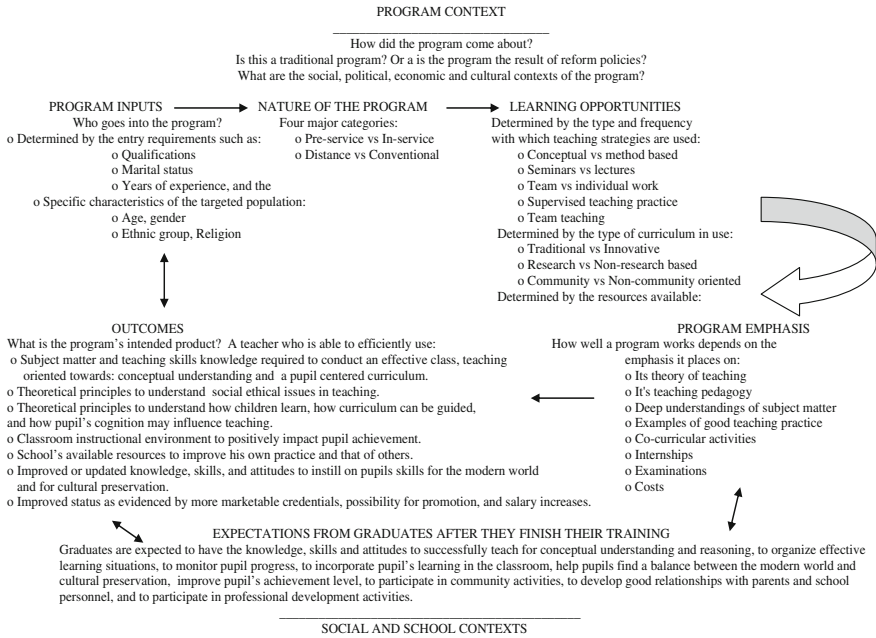 PROGRAM CONTEXT
How did the program come about?
Is this a traditional program? Or a is the program the result of reform policies?
What are the social, political, economic and cultural contexts of the program?
PROGRAM INPUTS
Who goes into the program?
o Determined by the entry requirements such as:
o Qualifications
o Marital status
o Years of experience, and the
o Specific characteristics of the targeted population:
o Age, gender
o Ethnic group, Religion
NATURE OF THE PROGRAM
Four major categories:
o Pre-service vs In-service
o Distance vs Conventional
LEARNING OPPORTUNITIES
Determined by the type and frequency
with which teaching strategies are used:
o Conceptual vs method based
o Seminars vs lectures
o Team vs individual work
o Supervised teaching practice
o Team teaching
Determined by the type of curriculum in use:
o Traditional vs Innovative
o Research vs Non-research based
o Community vs Non-community oriented
Determined by the resources available:
OUTCOMES
What is the program's intended product? A teacher who is able to efficiently use:
o Subject matter and teaching skills knowledge required to conduct an effective class, teaching
oriented towards: conceptual understanding and a pupil centered curriculum.
o Theoretical principles to understand social ethical issues in teaching.
o Theoretical principles to understand how children learn, how curriculum can be guided,
and how pupil's cognition may influence teaching.
o Classroom instructional environment to positively impact pupil achievement.
o School's available resources to improve his own practice and that of others.
o Improved or updated knowledge, skills, and attitudes to instill on pupils skills for the modern world
and for cultural preservation.
o Improved status as evidenced by more marketable credentials, possibility for promotion, and salary increases.
PROGRAM EMPHASIS
How well a program works depends on the
emphasis it places on:
o Its theory of teaching
o It's teaching pedagogy
o Deep understandings of subject matter
o Examples of good teaching practice
o Co-curricular activities
o Internships
o Examinations
o Costs
EXPECTATIONS FROM GRADUATES AFTER THEY FINISH THEIR TRAINING
Graduates are expected to have the knowledge, skills and attitudes to successfully teach for conceptual understanding and reasoning, to organize effective
learning situations, to monitor pupil progress, to incorporate pupil's learning in the classroom, help pupils find a balance between the modern world and
cultural preservation, improve pupil's achievement level, to participate in community activities, to develop good relationships with parents and school
personnel, and to participate in professional development activities.
SOCIAL AND SCHOOL CONTEXTS